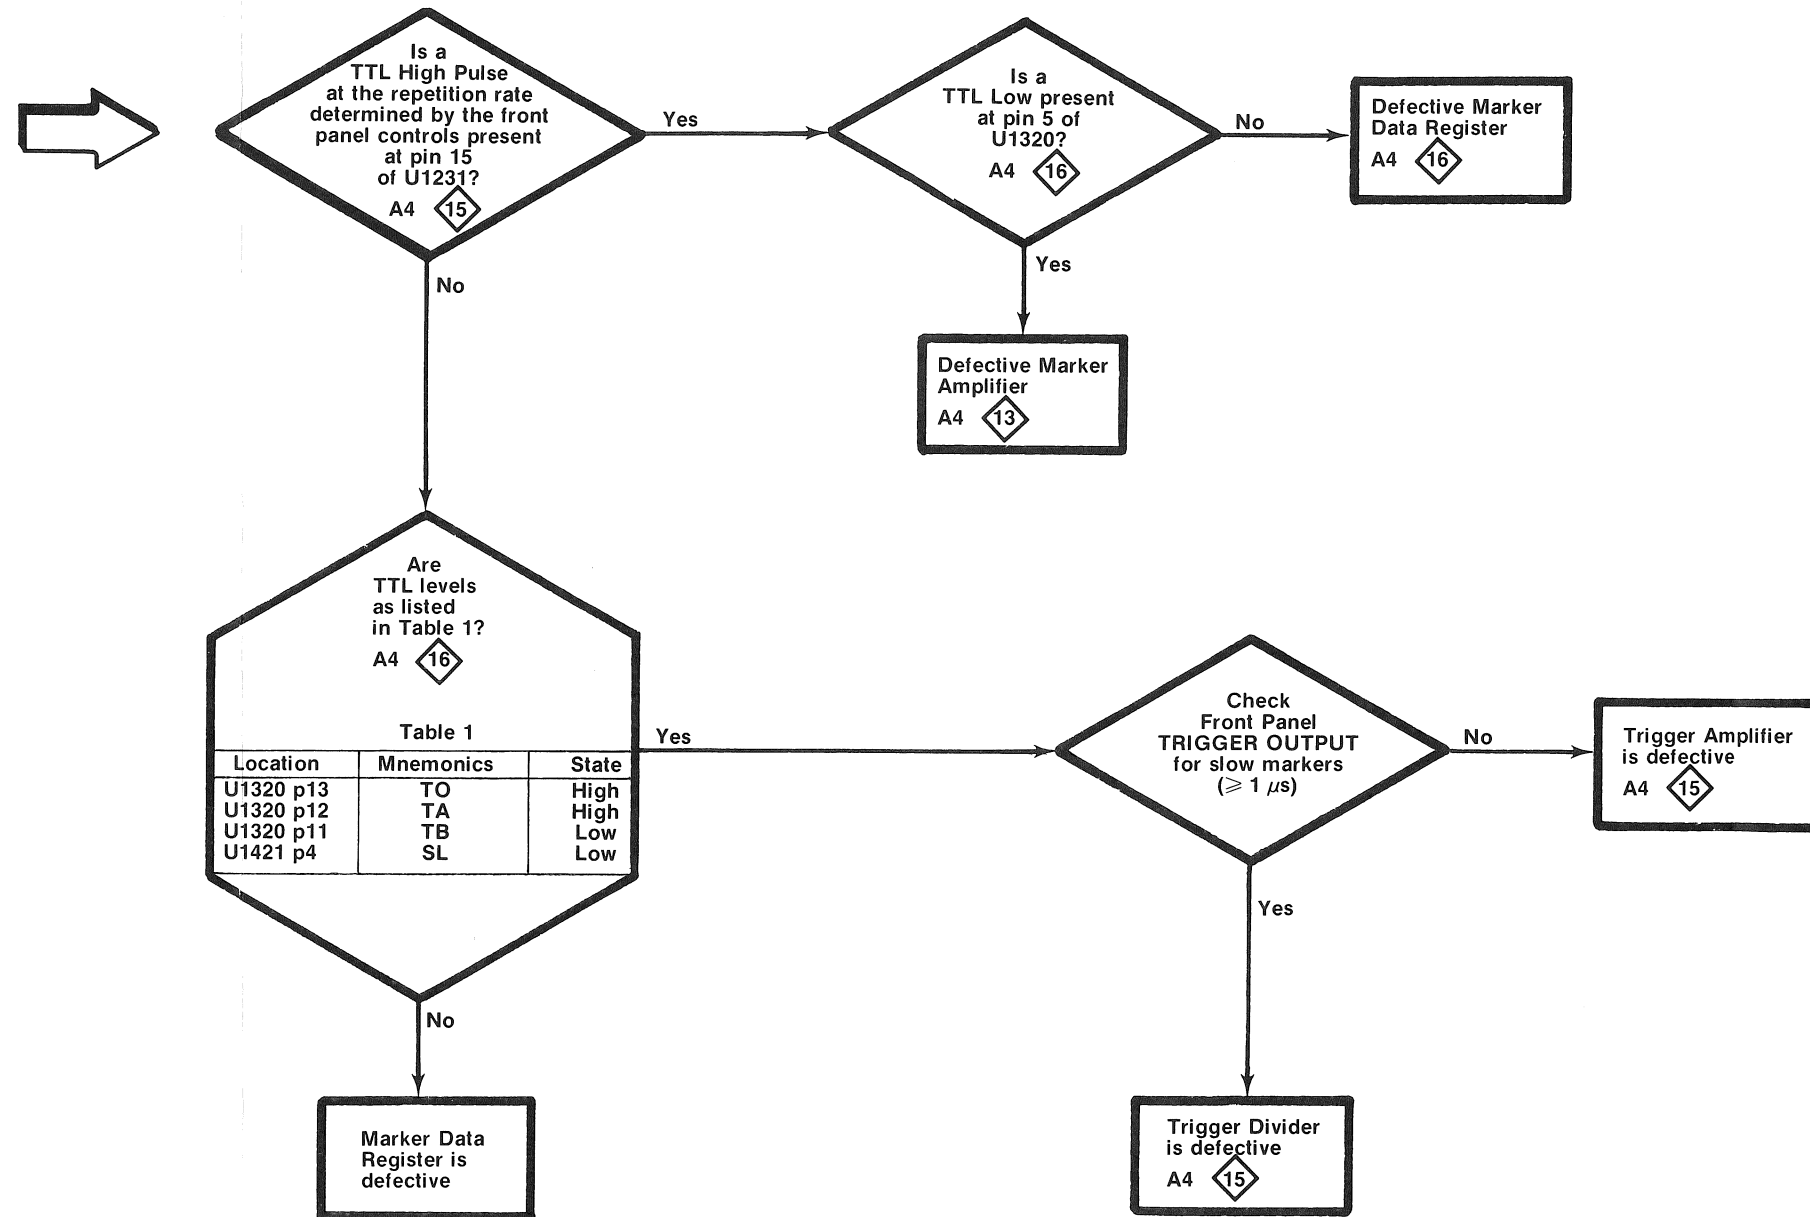 Is a
TTL High Pulse
at the repetition rate
determined by the front
panel controls present
at pin 15
of U1231?
A4 15
Yes
No
Is a
TTL Low present
at pin 5 of
U1320?
A4 16
No
Yes
Defective Marker
Data Register
A4 16
Defective Marker
Amplifier
A4 13
Are
TTL levels
as listed
in Table 1?
A4 16
Table 1
Location Mnemonics State
U1320 p13 TO High
U1320 p12 TA High
U1320 p11 TB Low
U1421 p4 SL Low
Yes
No
Check
Front Panel
TRIGGER OUTPUT
for slow markers
(⩾ 1 μs)
No
Yes
Trigger Amplifier
is defective
A4 15
Marker Data
Register is
defective
Trigger Divider
is defective
A4 15